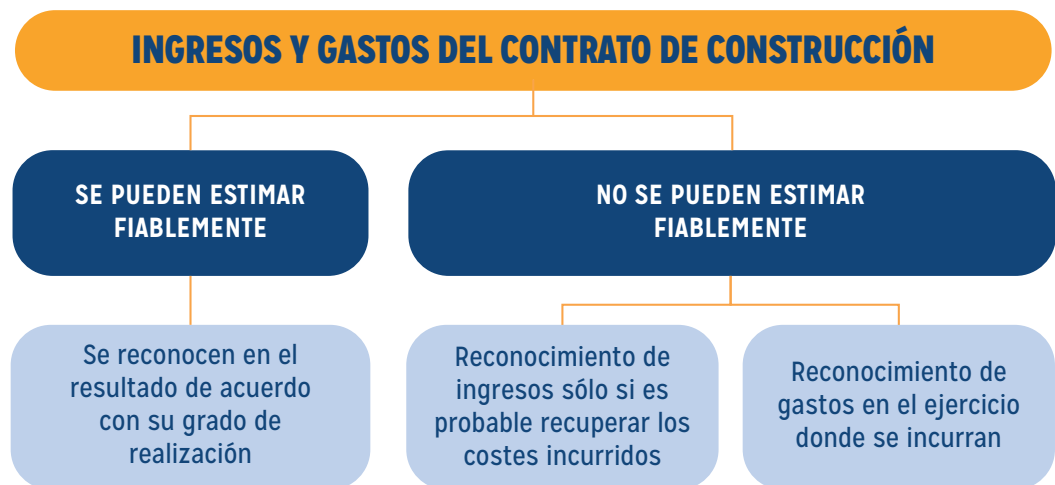 INGRESOS Y GASTOS DEL CONTRATO DE CONSTRUCCIÓN
SE PUEDEN ESTIMAR
FIABLEMENTE
NO SE PUEDEN ESTIMAR
FIABLEMENTE
Se reconocen en el
resultado de acuerdo
con su grado de
realización
Reconocimiento de
ingresos sólo si es
probable recuperar los
costes incurridos
Reconocimiento de
gastos en el ejercicio
donde se incurran